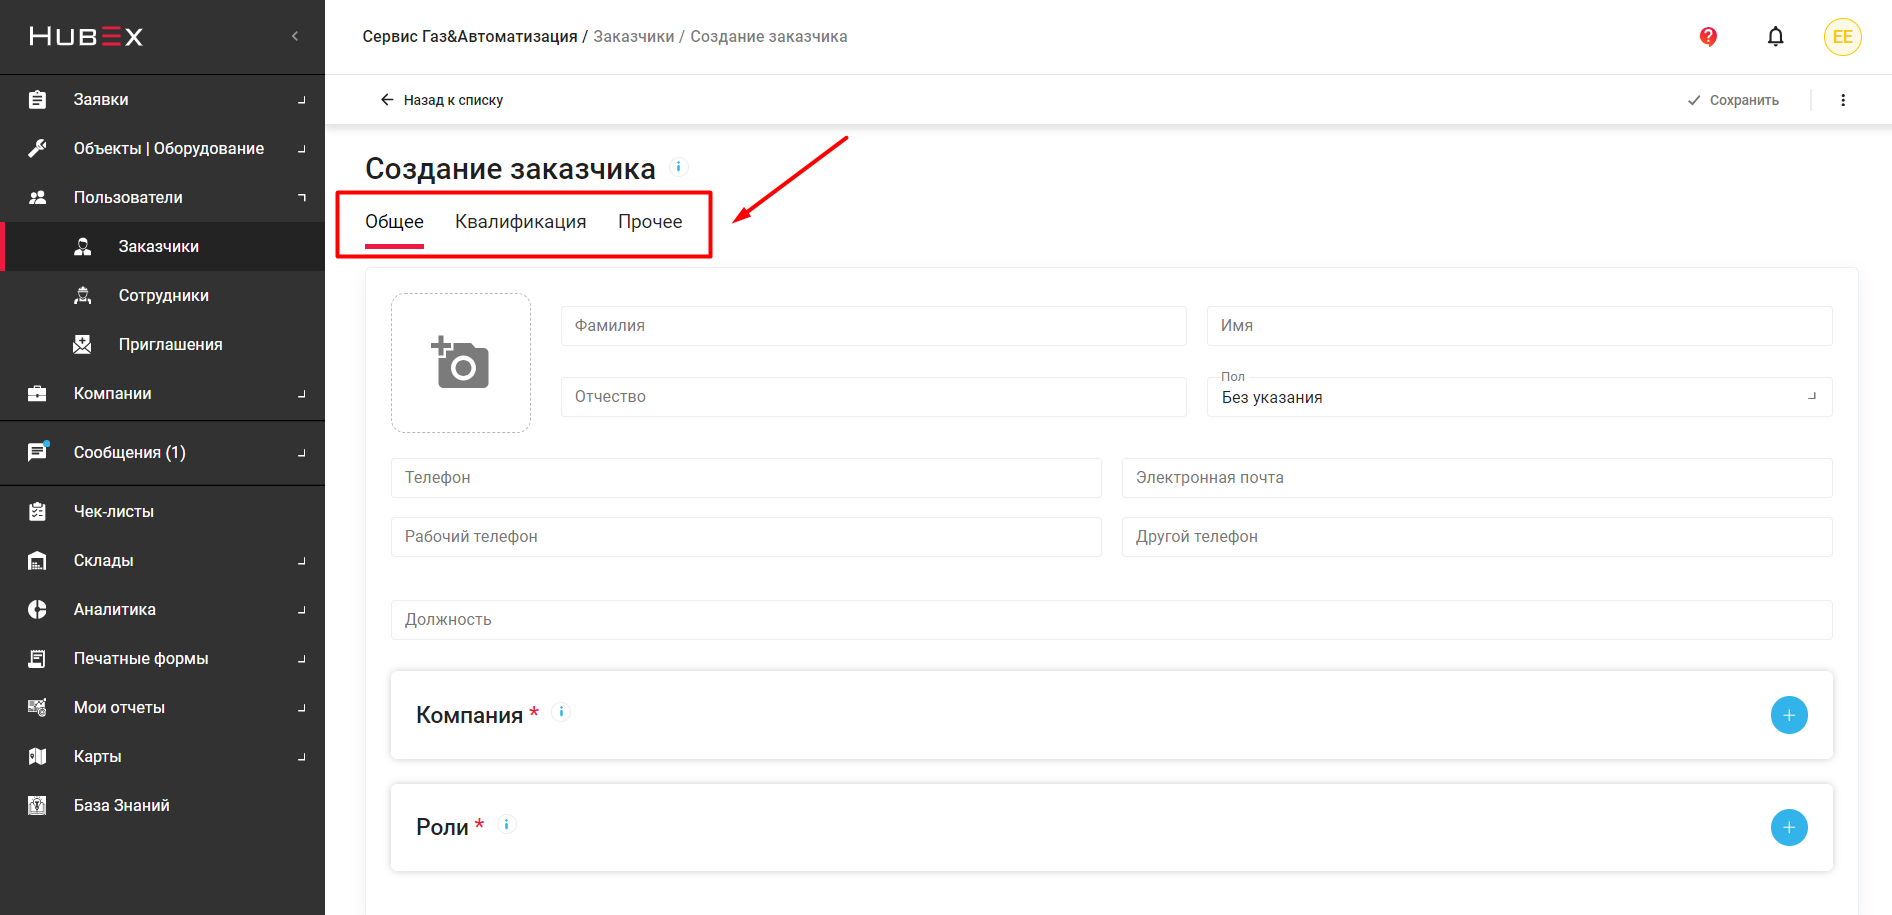 HUBEX
Заявки
Объекты | Оборудование
Пользователи
Заказчики
Сотрудники
Приглашения
Компании
Сообщения (1)
Чек-листы
Склады
Аналитика
Печатные формы
Мои отчеты
Карты
База Знаний
Сервис Газ&Автоматизация / Заказчики / Создание заказчика
EE
Назад к списку
Сохранить
Создание заказчика
Общее Квалификация Прочее
Фамилия
Имя
Отчество
Пол
Без указания
Телефон
Электронная почта
Рабочий телефон
Другой телефон
Должность
Компания *
Роли *